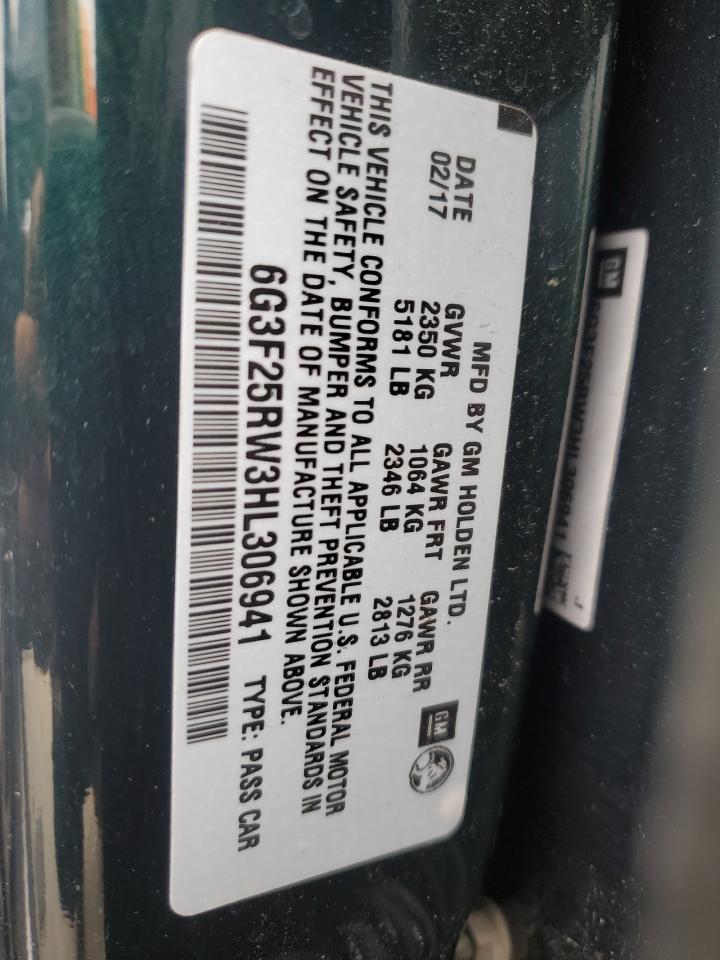 MFD BY GM HOLDEN LTD.
DATE GVWR GAWR FRT GAWR RR
02/17 2350 KG 1064 KG 1276 KG
5181 LB 2346 LB 2813 LB
GM
THIS VEHICLE CONFORMS TO ALL APPLICABLE U.S. FEDERAL MOTOR
VEHICLE SAFETY, BUMPER AND THEFT PREVENTION STANDARDS IN
EFFECT ON THE DATE OF MANUFACTURE SHOWN ABOVE.
6G3F25RW3HL306941 TYPE: PASS CAR
GM
6G3F25RW3HL306941
J